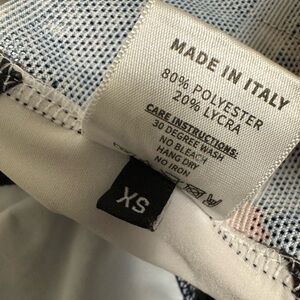 MADE IN ITALY
80% POLYESTER
20% LYCRA
CARE INSTRUCTIONS:
30 DEGREE WASH
NO BLEACH
HANG DRY
NO IRON
XS